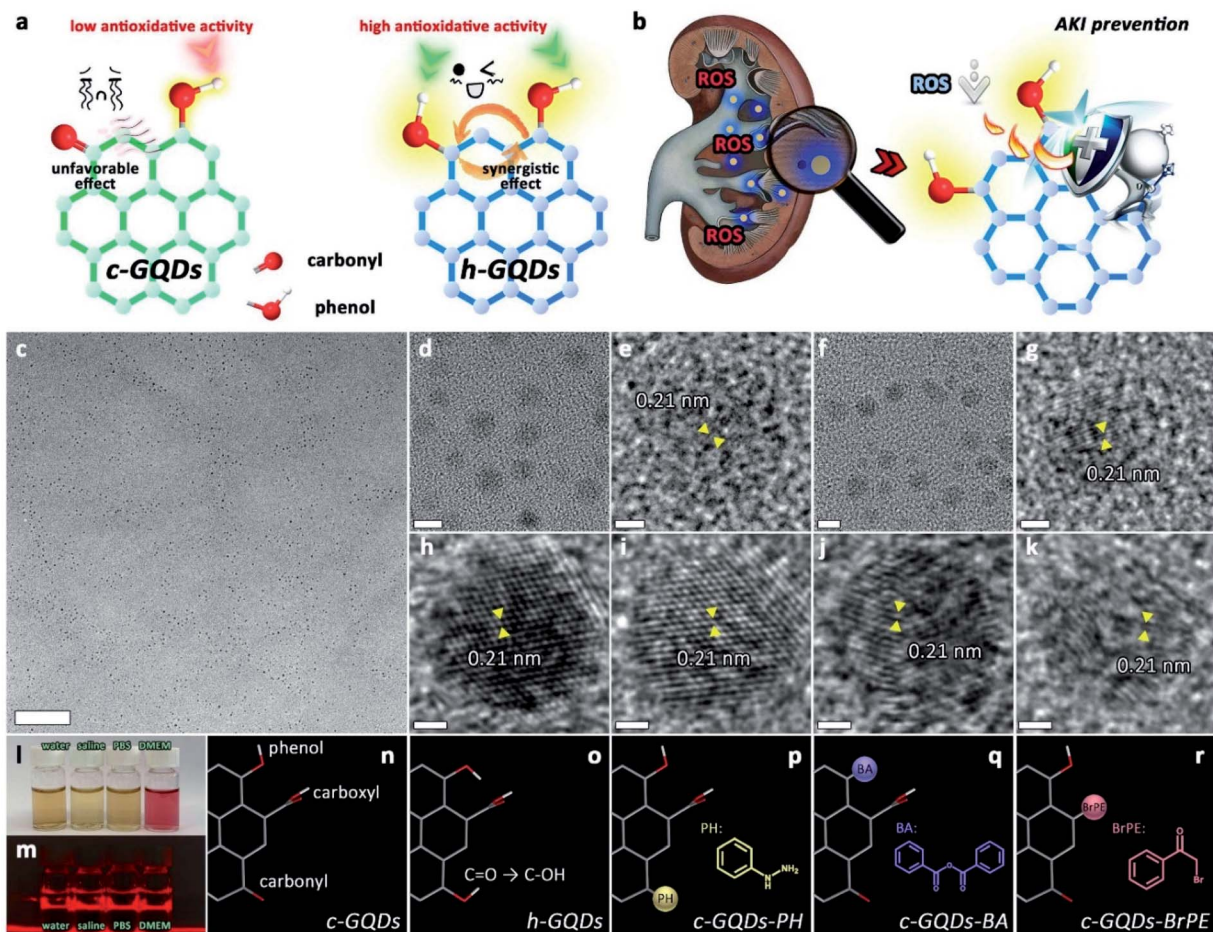 a
low antioxidative activity
high antioxidative activity
unfavorable
effect
synergistic
effect
c-GQDs
h-GQDs
carbonyl
phenol
b
AKI prevention
ROS
ROS
ROS
ROS
c
d
e
0.21 nm
f
g
0.21 nm
h
0.21 nm
i
0.21 nm
j
0.21 nm
k
0.21 nm
l
water saline PBS DMEM
m
water saline PBS DMEM
n
phenol
carboxyl
carbonyl
c-GQDs
o
C=O → C-OH
h-GQDs
p
PH:
H
N
NH₂
PH
c-GQDs-PH
q
BA
BA:
O
O
O
c-GQDs-BA
r
BrPE
BrPE:
O
Br
c-GQDs-BrPE